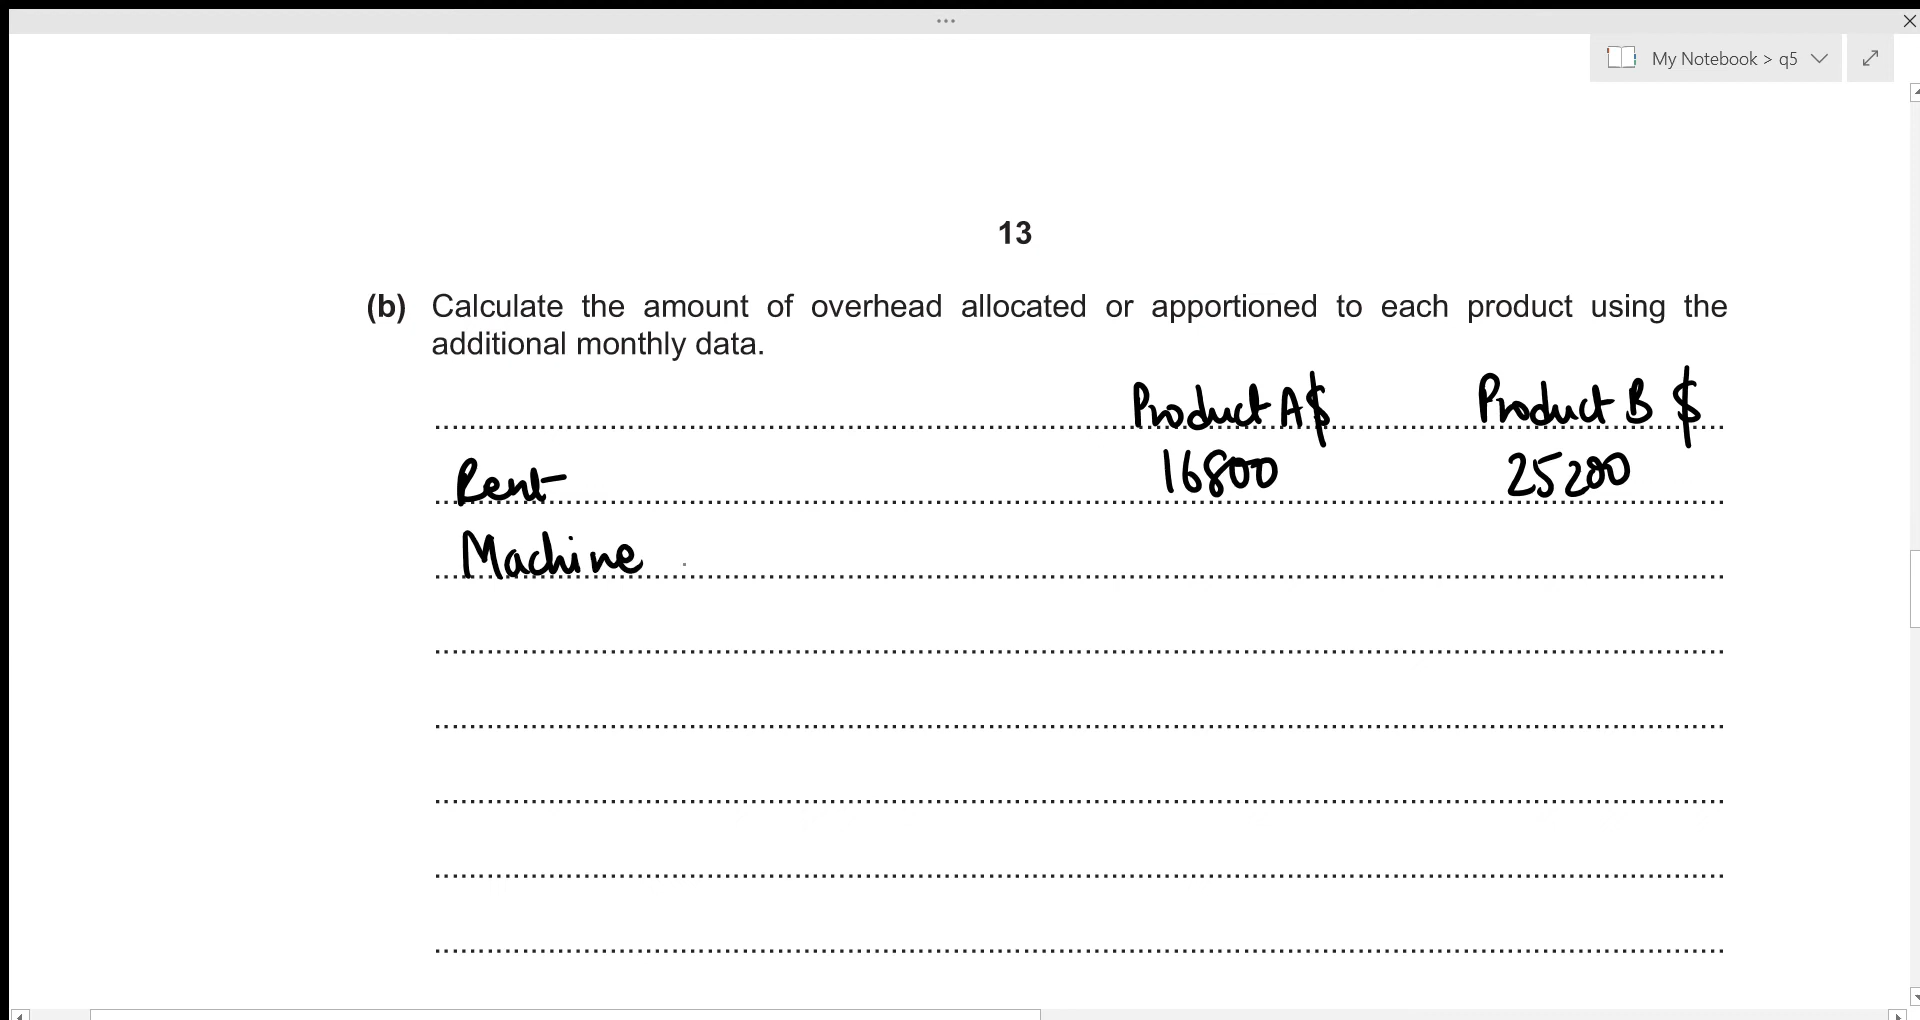 My Notebook > q5
13
(b) Calculate the amount of overhead allocated or apportioned to each product using the
additional monthly data.
Product A $ Product B $
Rent 16800 25200
Machine